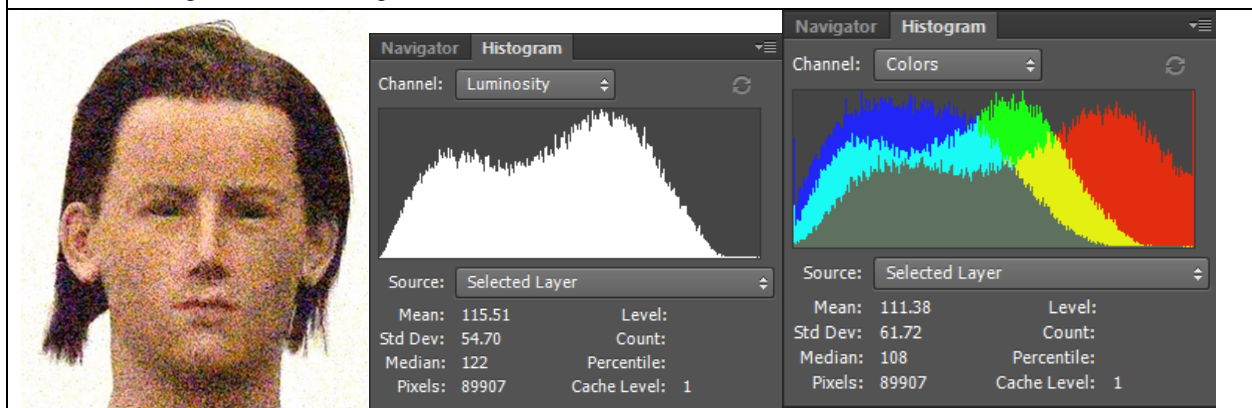 Navigator Histogram
Channel: Luminosity
Source: Selected Layer
Mean: 115.51 Level:
Std Dev: 54.70 Count:
Median: 122 Percentile:
Pixels: 89907 Cache Level: 1
Navigator Histogram
Channel: Colors
Source: Selected Layer
Mean: 111.38 Level:
Std Dev: 61.72 Count:
Median: 108 Percentile:
Pixels: 89907 Cache Level: 1